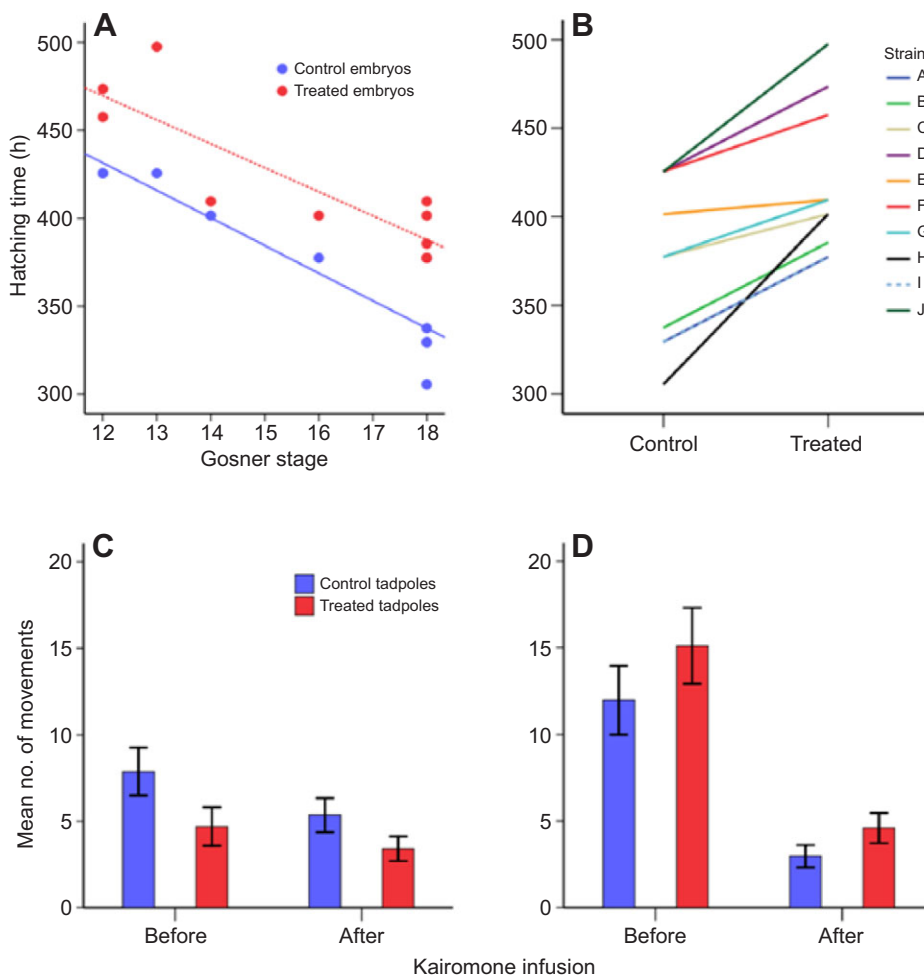 A
500
450
400
350
300
Hatching time (h)
Control embryos
Treated embryos
12 13 14 15 16 17 18
Gosner stage
B
500
450
400
350
300
Control Treated
Strain
A
B
C
D
E
F
G
H
I
J
C
20
15
10
5
0
Mean no. of movements
Control tadpoles
Treated tadpoles
Before After
D
20
15
10
5
0
Before After
Kairomone infusion